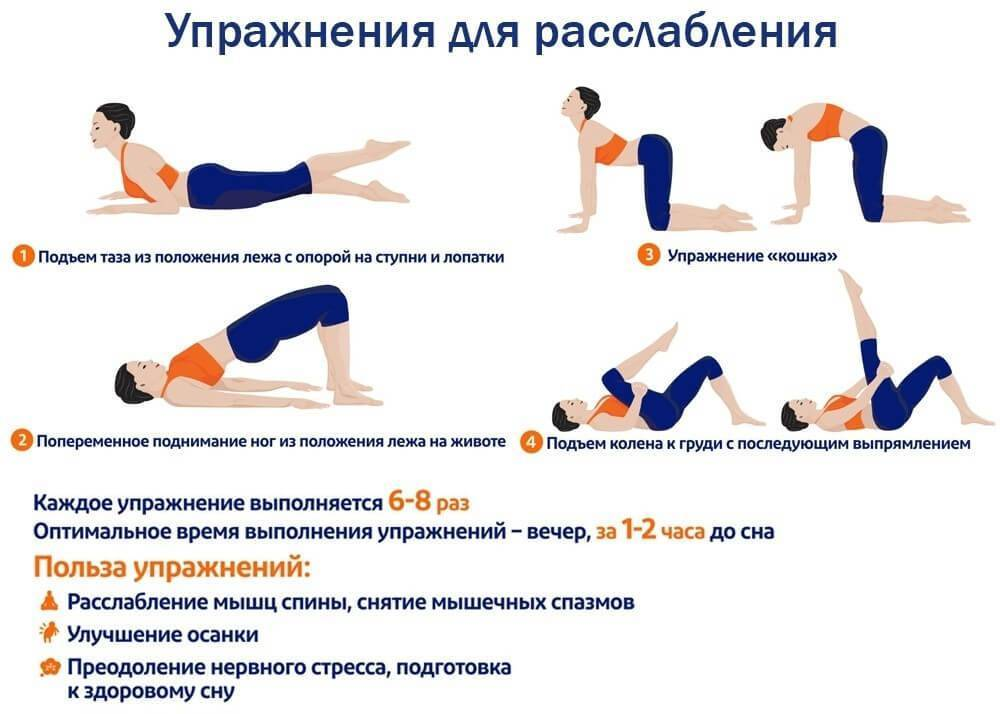 Упражнения для расслабления
1 Подъем таза из положения лежа с опорой на ступни и лопатки
3 Упражнение «кошка»
2 Попеременное поднимание ног из положения лежа на животе
4 Подъем колена к груди с последующим выпрямлением
Каждое упражнение выполняется 6-8 раз
Оптимальное время выполнения упражнений – вечер, за 1-2 часа до сна
Польза упражнений:
Расслабление мышц спины, снятие мышечных спазмов
Улучшение осанки
Преодоление нервного стресса, подготовка
к здоровому сну